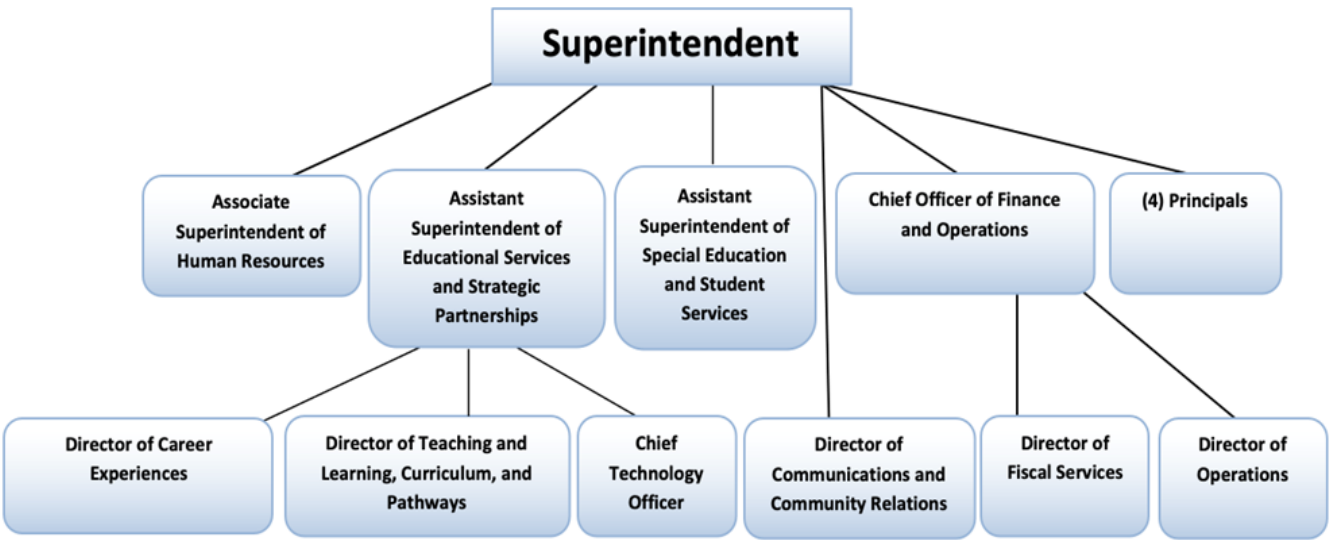 Superintendent
Associate
Superintendent of
Human Resources
Assistant
Superintendent of
Educational Services
and Strategic
Partnerships
Assistant
Superintendent of
Special Education
and Student
Services
Chief Officer of Finance
and Operations
(4) Principals
Director of Career
Experiences
Director of Teaching and
Learning, Curriculum, and
Pathways
Chief
Technology
Officer
Director of
Communications and
Community Relations
Director of
Fiscal Services
Director of
Operations